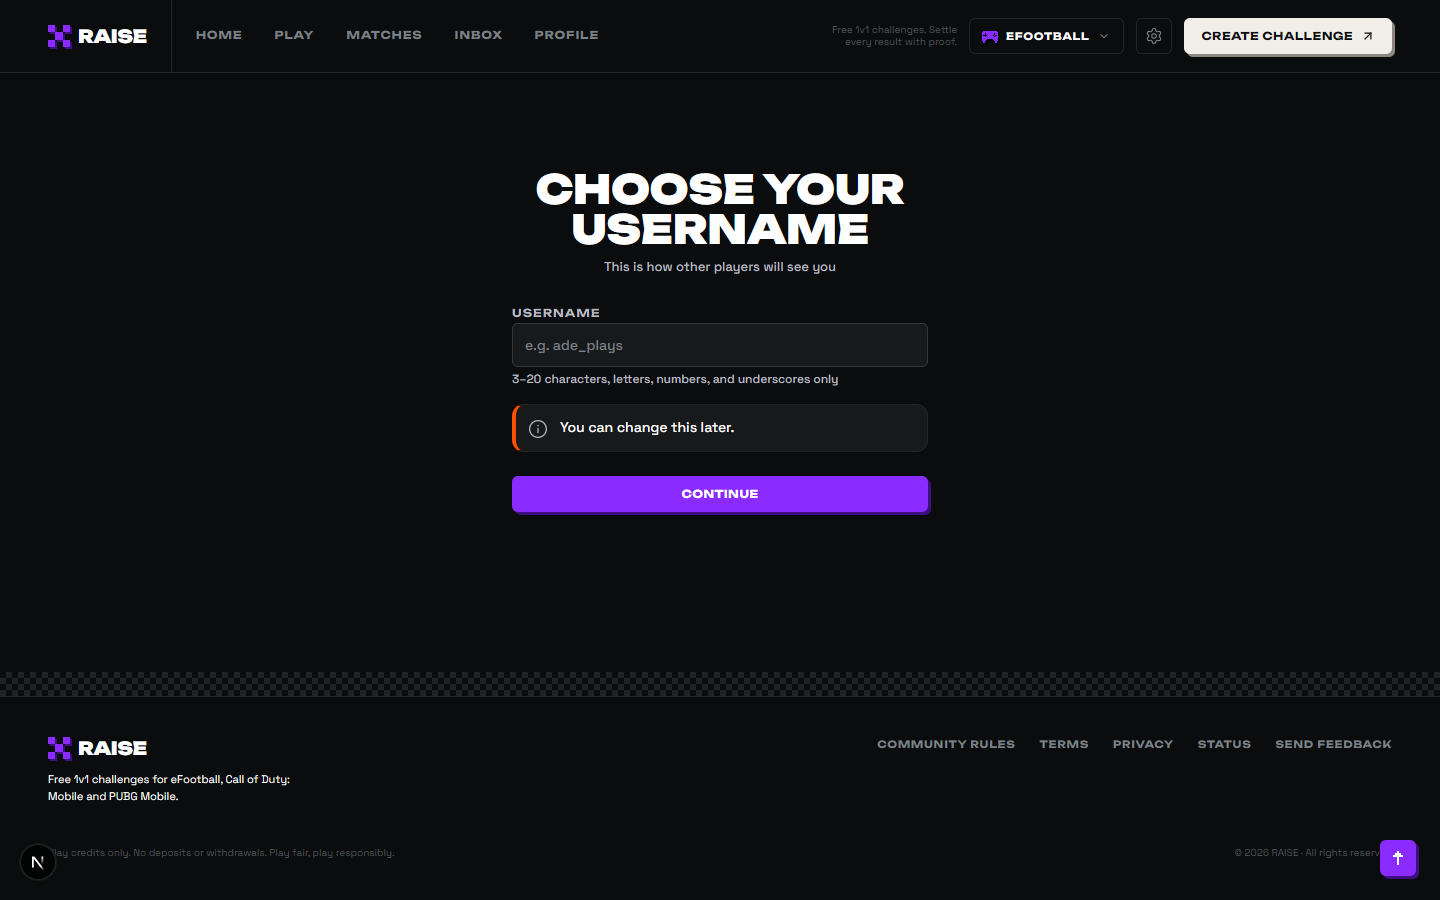 RAISE
HOME
PLAY
MATCHES
INBOX
PROFILE
Free 1v1 challenges. Settle
every result with proof.
EFOOTBALL
CREATE CHALLENGE
CHOOSE YOUR
USERNAME
This is how other players will see you
USERNAME
e.g. ade_plays
3–20 characters, letters, numbers, and underscores only
You can change this later.
CONTINUE
RAISE
COMMUNITY RULES
TERMS
PRIVACY
STATUS
SEND FEEDBACK
Free 1v1 challenges for eFootball, Call of Duty:
Mobile and PUBG Mobile.
N
credits only. No deposits or withdrawals. Play fair, play responsibly.
© 2026 RAISE · All rights